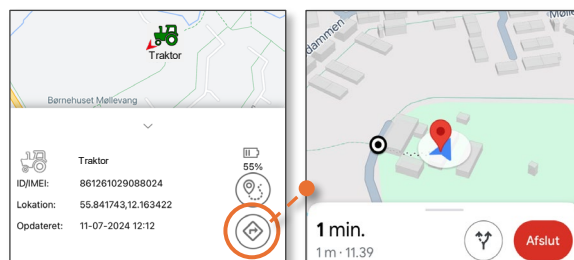 Traktor
Børnehuset Møllevang
Traktor
55%
ID/IMEI: 861261029088024
Lokation: 55.841743,12.163422
Opdateret: 11-07-2024 12:12
dammen
Mølle
1 min.
1 m · 11.39
Afslut